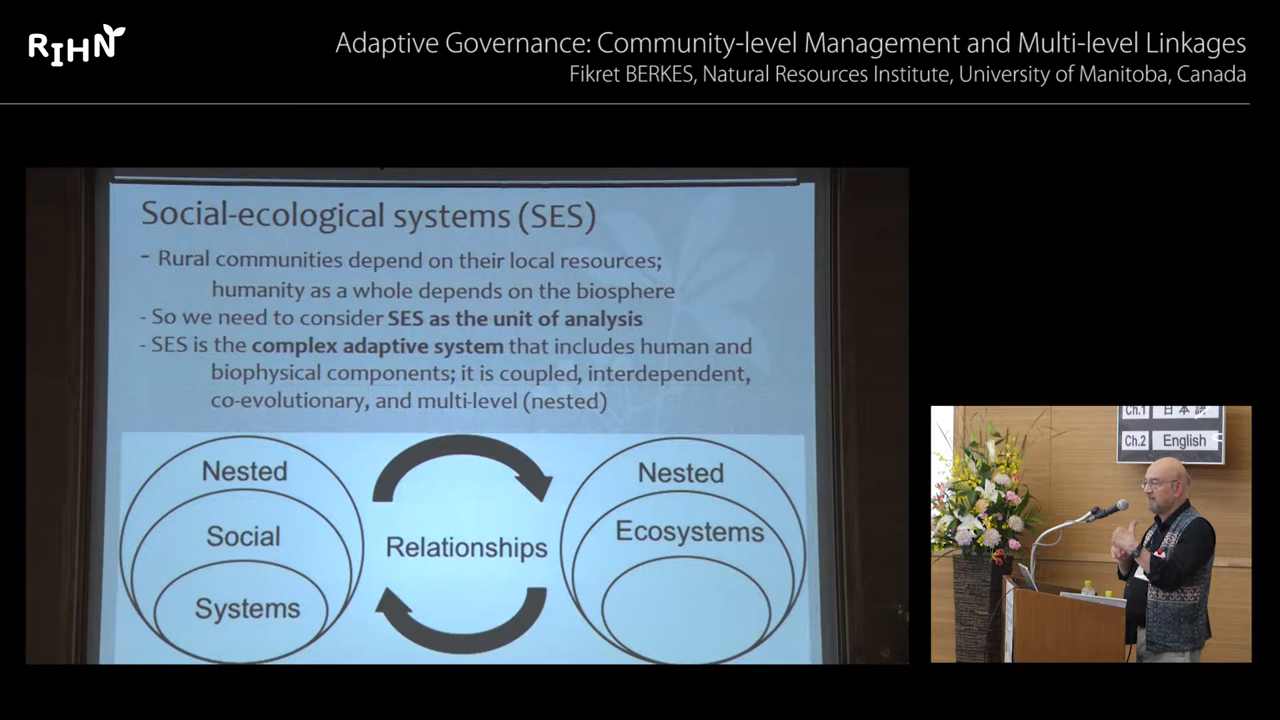 RIHN
Adaptive Governance: Community-level Management and Multi-level Linkages
Fikret BERKES, Natural Resources Institute, University of Manitoba, Canada
Social-ecological systems (SES)
- Rural communities depend on their local resources;
humanity as a whole depends on the biosphere
- So we need to consider SES as the unit of analysis
- SES is the complex adaptive system that includes human and
biophysical components; it is coupled, interdependent,
co-evolutionary, and multi-level (nested)
Nested
Social
Systems
Relationships
Nested
Ecosystems
Ch.1 日本語
Ch.2 English